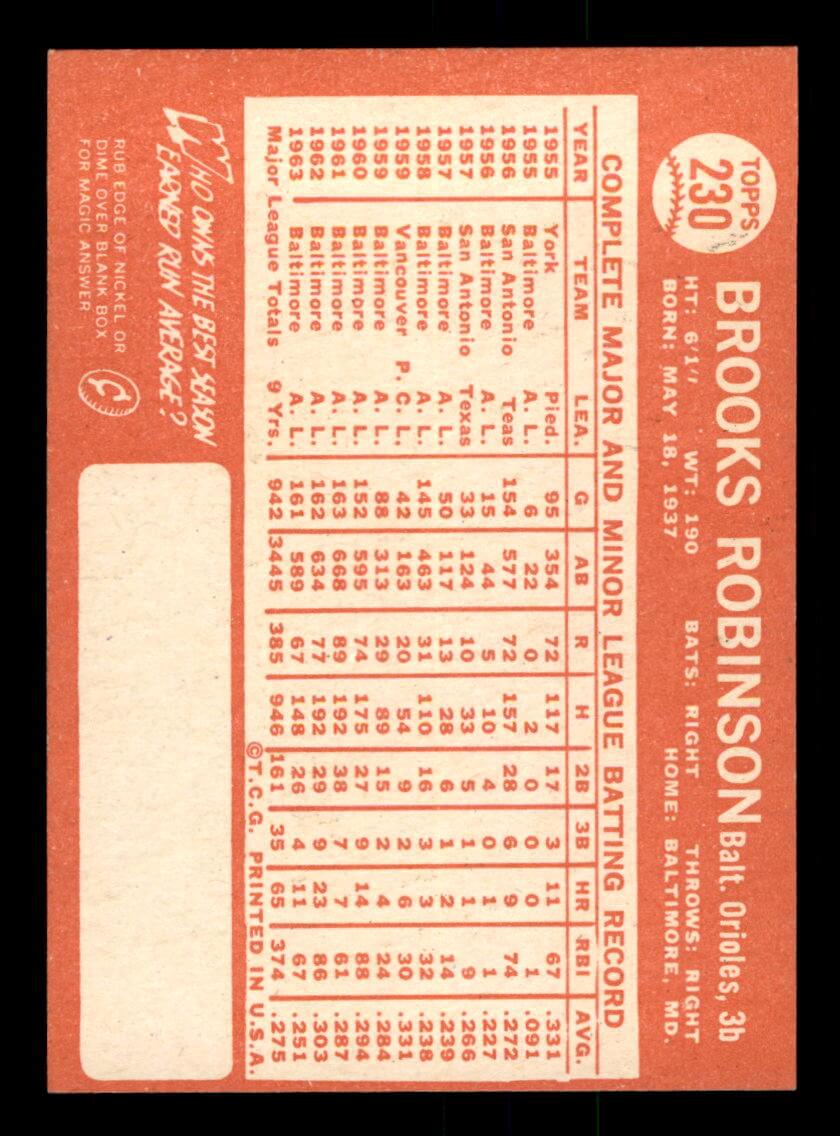 TOPPS
230
BROOKS ROBINSON Balt. Orioles, 3b
HT: 6'1" WT: 190 BATS: RIGHT THROWS: RIGHT
BORN: MAY 18, 1937 HOME: BALTIMORE, MD.
COMPLETE MAJOR AND MINOR LEAGUE BATTING RECORD
YEAR TEAM LEA. G AB R H 2B 3B HR RBI AVG.
1955 York Pied. 95 354 72 117 17 3 11 67 .331
1955 Baltimore A. L. 6 22 0 2 0 0 0 1 .091
1956 San Antonio Teas 154 577 72 157 28 6 9 74 .272
1956 Baltimore A. L. 15 44 5 10 4 0 1 1 .227
1957 San Antonio Texas 33 124 10 33 5 1 1 9 .266
1957 Baltimore A. L. 50 117 13 28 6 1 2 14 .239
1958 Baltimore A. L. 145 463 31 110 16 3 3 32 .238
1959 Vancouver P. C. L. 42 163 20 54 9 2 6 30 .331
1959 Baltimore A. L. 88 313 29 89 15 2 4 24 .284
1960 Baltimore A. L. 152 595 74 175 27 9 14 88 .294
1961 Baltimore A. L. 163 668 89 192 38 7 7 61 .287
1962 Baltimore A. L. 162 634 77 192 29 9 23 86 .303
1963 Baltimore A. L. 161 589 67 148 26 4 11 67 .251
Major League Totals 9 Yrs. 942 3445 385 946 161 35 65 374 .275
©T.C.G. PRINTED IN U.S.A.
WHO OWNS THE BEST SEASON
EARNED RUN AVERAGE?
RUB EDGE OF NICKEL OR
DIME OVER BLANK BOX
FOR MAGIC ANSWER